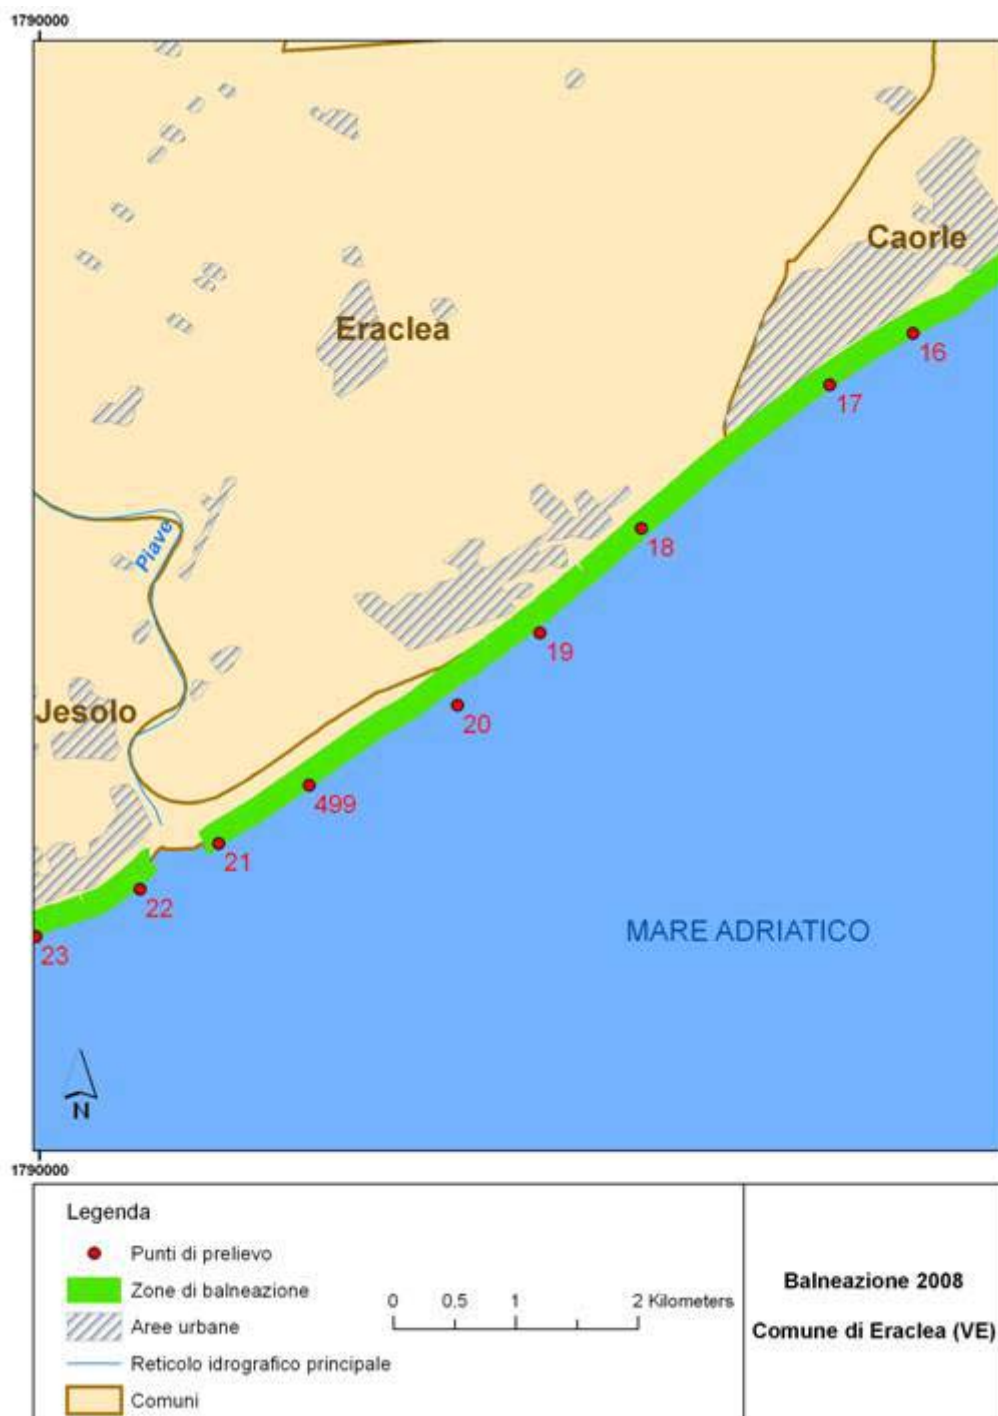 1790000
Caorle
Eraclea
16
17
Piave
18
19
Jesolo
20
499
21
22
MARE ADRIATICO
23
N
1790000
Legenda
Punti di prelievo
Zone di balneazione
0 0.5 1 2 Kilometers
Aree urbane
Reticolo idrografico principale
Comuni
Balneazione 2008
Comune di Eraclea (VE)